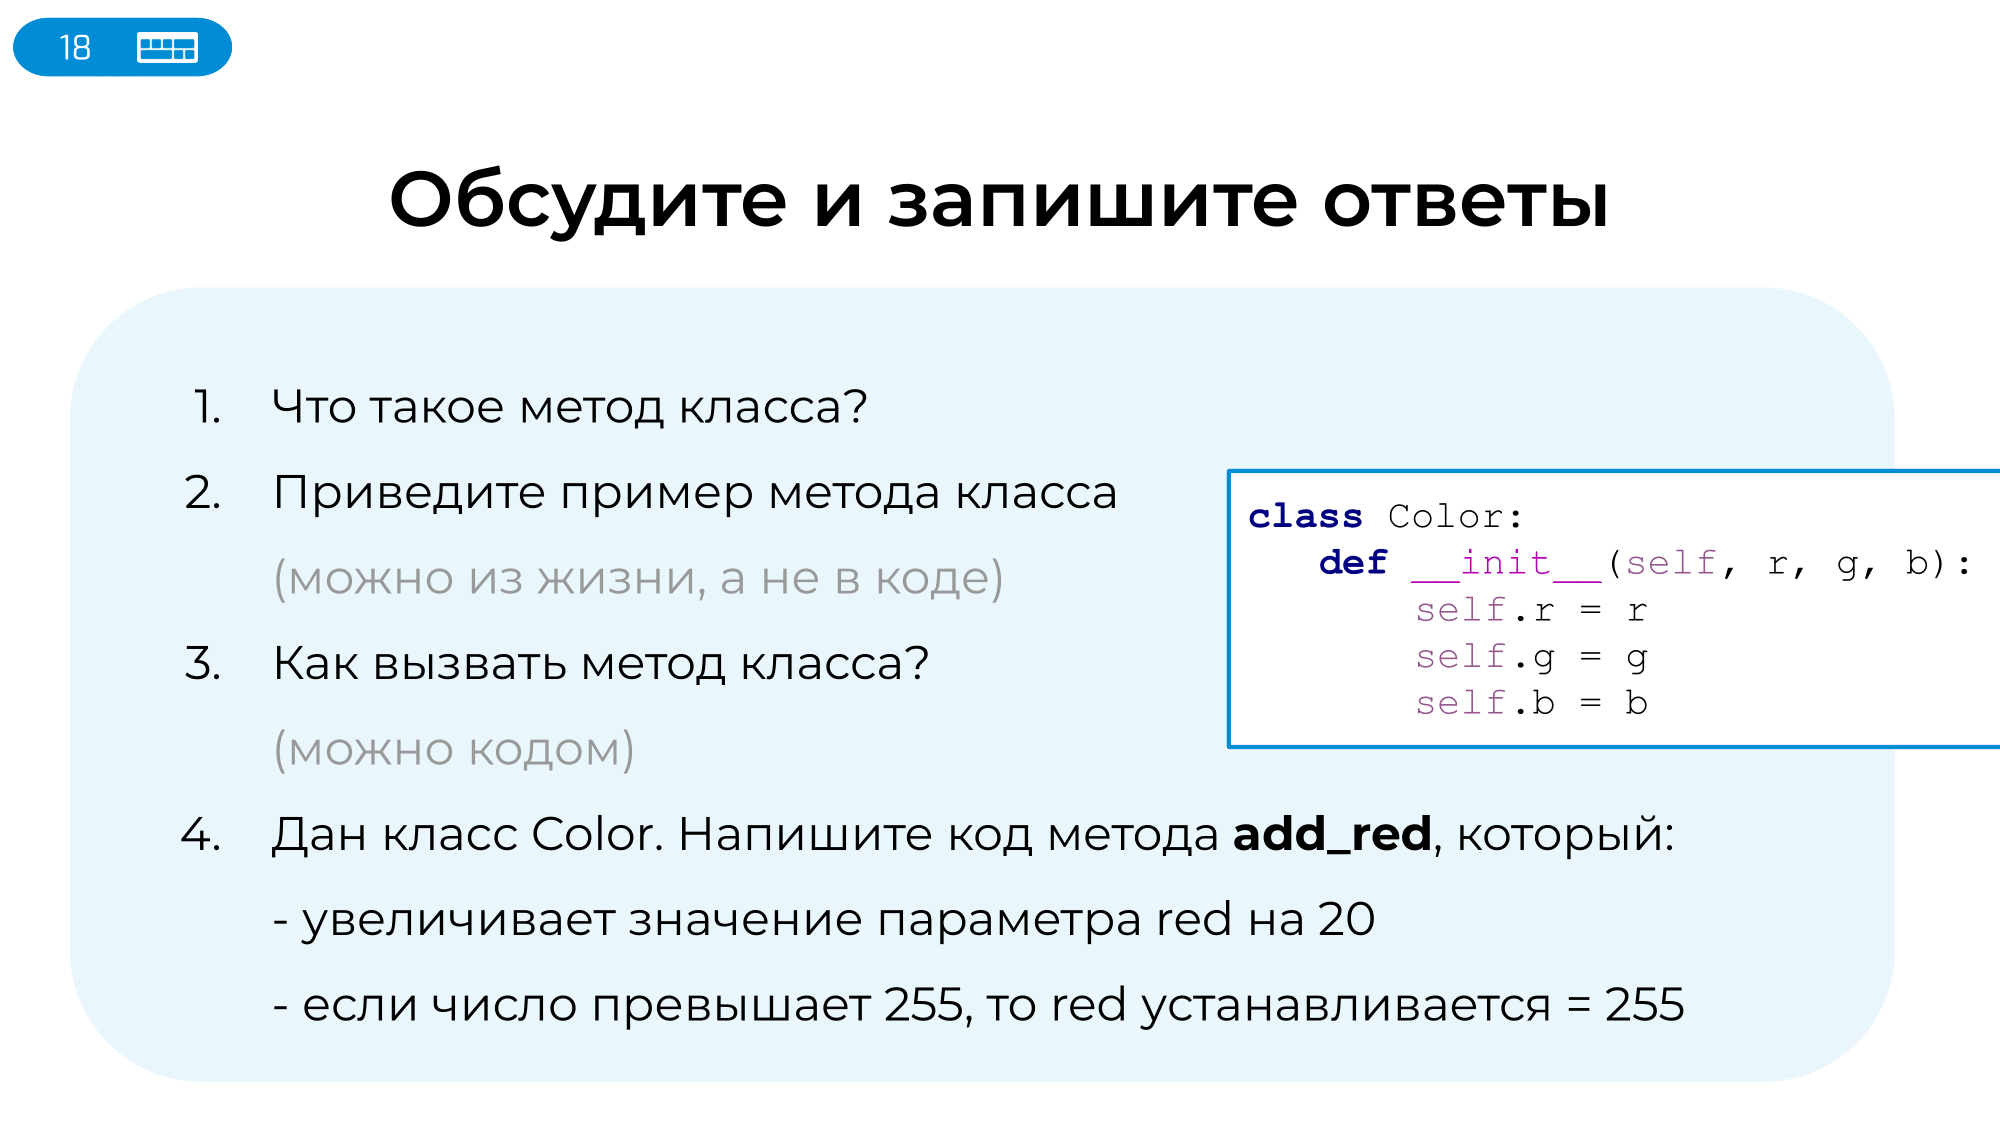 18
Обсудите и запишите ответы
1. Что такое метод класса?
2. Приведите пример метода класса
(можно из жизни, а не в коде)
3. Как вызвать метод класса?
(можно кодом)
4. Дан класс Color. Напишите код метода add_red, который:
- увеличивает значение параметра red на 20
- если число превышает 255, то red устанавливается = 255
class Color:
def __init__(self, r, g, b):
self.r = r
self.g = g
self.b = b